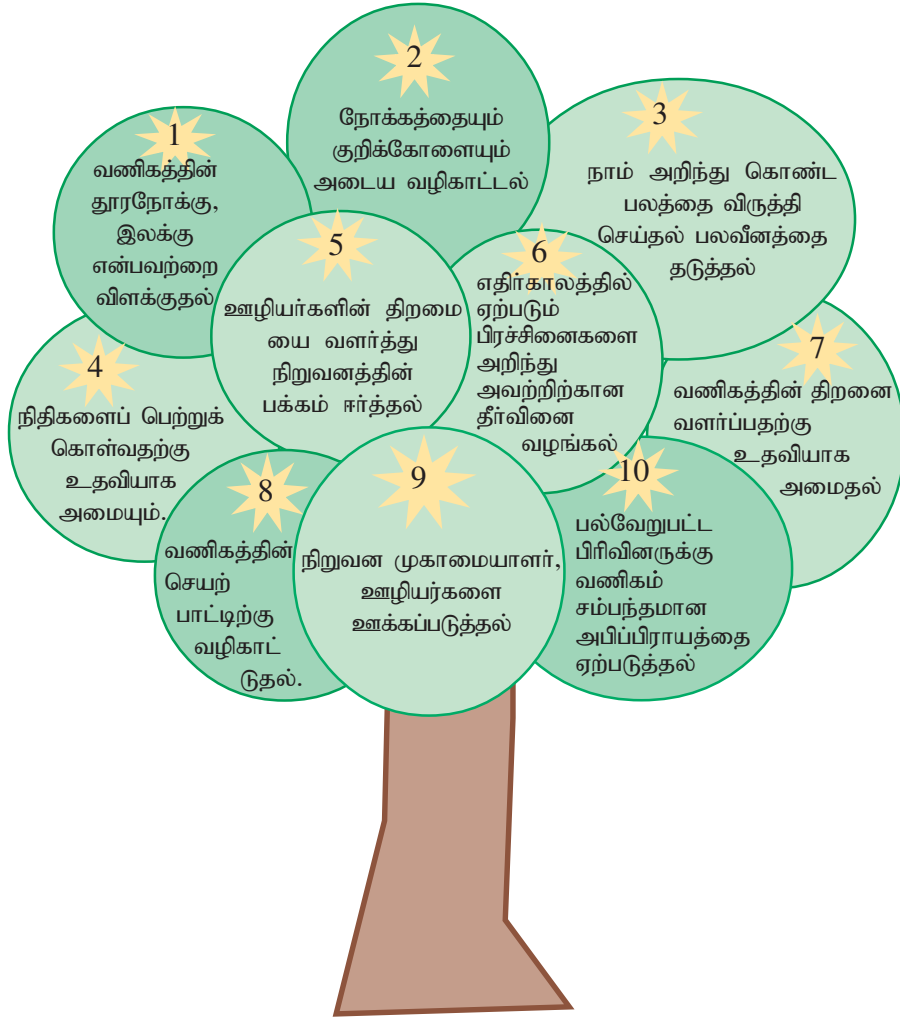 1
வணிகத்தின்
தூரநோக்கு,
இலக்கு
என்பவற்றை
விளக்குதல்
2
நோக்கத்தையும்
குறிக்கோளையும்
அடைய வழிகாட்டல்
3
நாம் அறிந்து கொண்ட
பலத்தை விருத்தி
செய்தல் பலவீனத்தை
தடுத்தல்
4
நிதிகளைப் பெற்றுக்
கொள்வதற்கு
உதவியாக
அமையும்.
5
ஊழியர்களின் திறமை
யை வளர்த்து
நிறுவனத்தின்
பக்கம் ஈர்த்தல்
6
எதிர்காலத்தில்
ஏற்படும்
பிரச்சினைகளை
அறிந்து
அவற்றிற்கான
தீர்வினை
வழங்கல்
7
வணிகத்தின் திறனை
வளர்ப்பதற்கு
உதவியாக
அமைதல்
8
வணிகத்தின்
செயற்
பாட்டிற்கு
வழிகாட்
டுதல்.
9
நிறுவன முகாமையாளர்,
ஊழியர்களை
ஊக்கப்படுத்தல்
10
பல்வேறுபட்ட
பிரிவினருக்கு
வணிகம்
சம்பந்தமான
அபிப்பிராயத்தை
ஏற்படுத்தல்